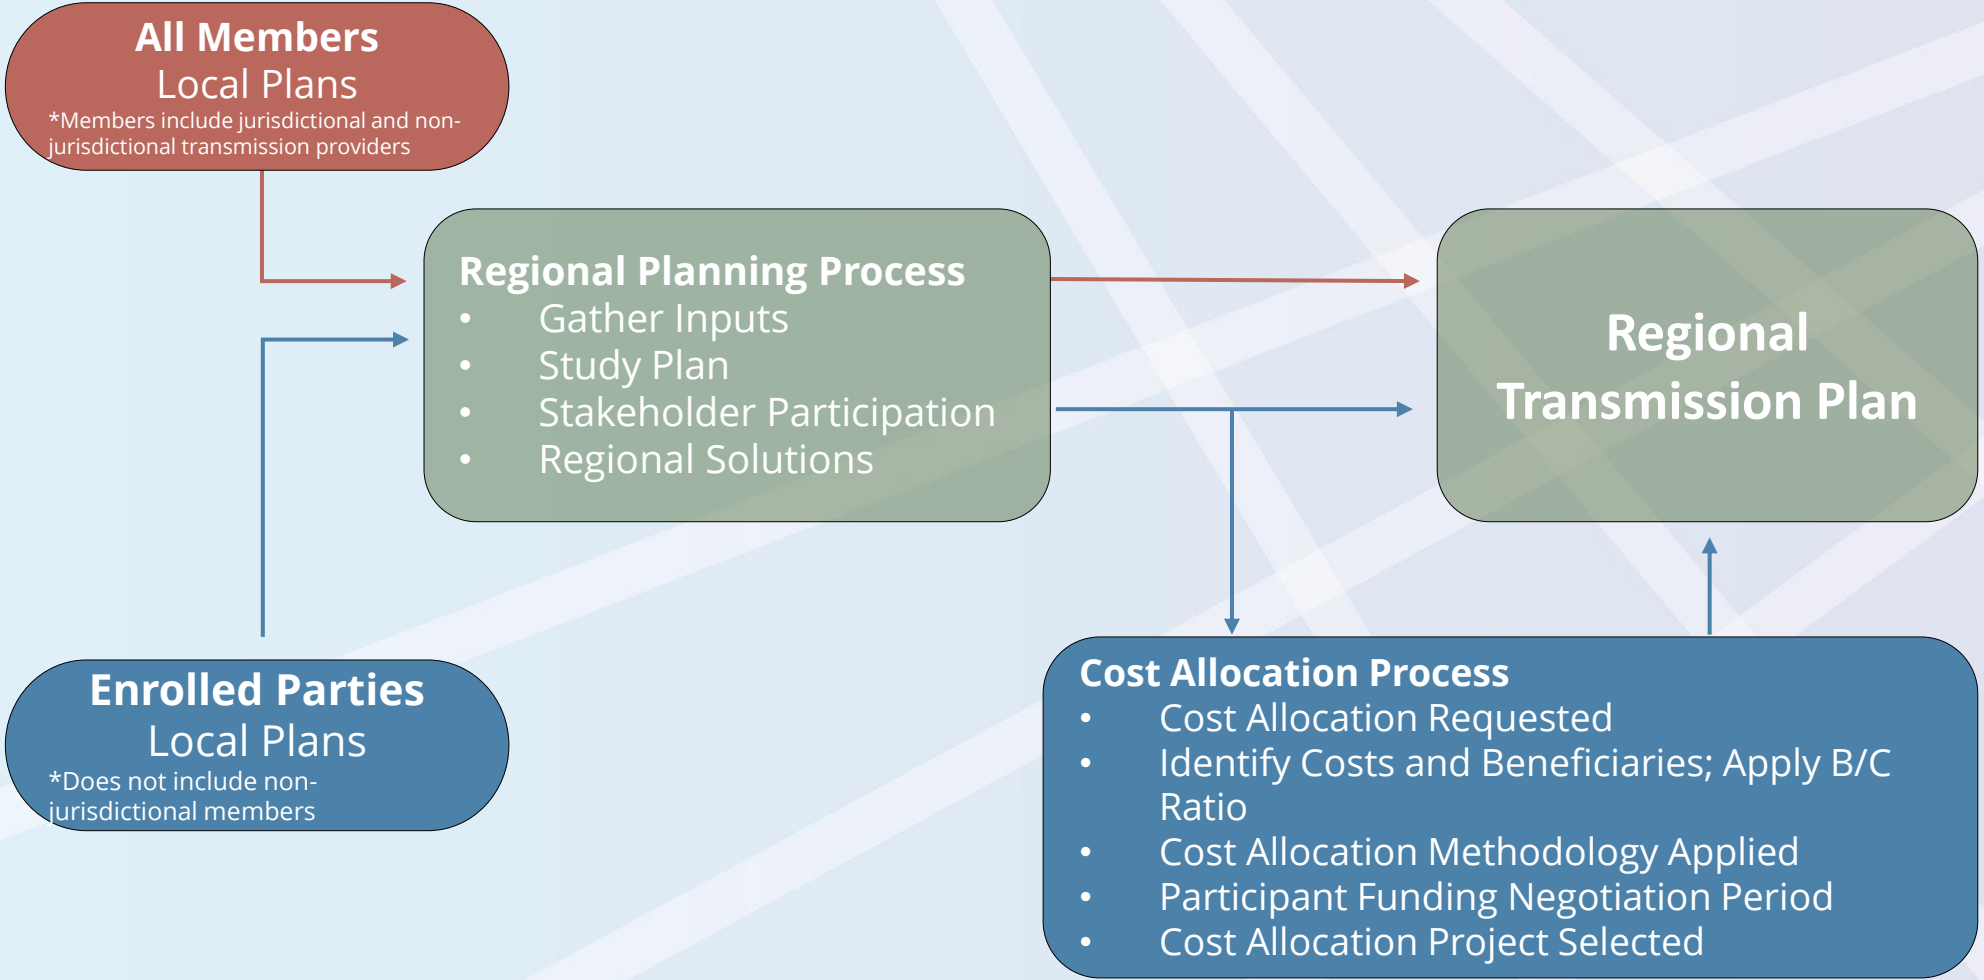 All Members
Local Plans
*Members include jurisdictional and non-
jurisdictional transmission providers
Regional Planning Process
• Gather Inputs
• Study Plan
• Stakeholder Participation
• Regional Solutions
Regional
Transmission Plan
Enrolled Parties
Local Plans
*Does not include non-
jurisdictional members
Cost Allocation Process
• Cost Allocation Requested
• Identify Costs and Beneficiaries; Apply B/C
Ratio
• Cost Allocation Methodology Applied
• Participant Funding Negotiation Period
• Cost Allocation Project Selected